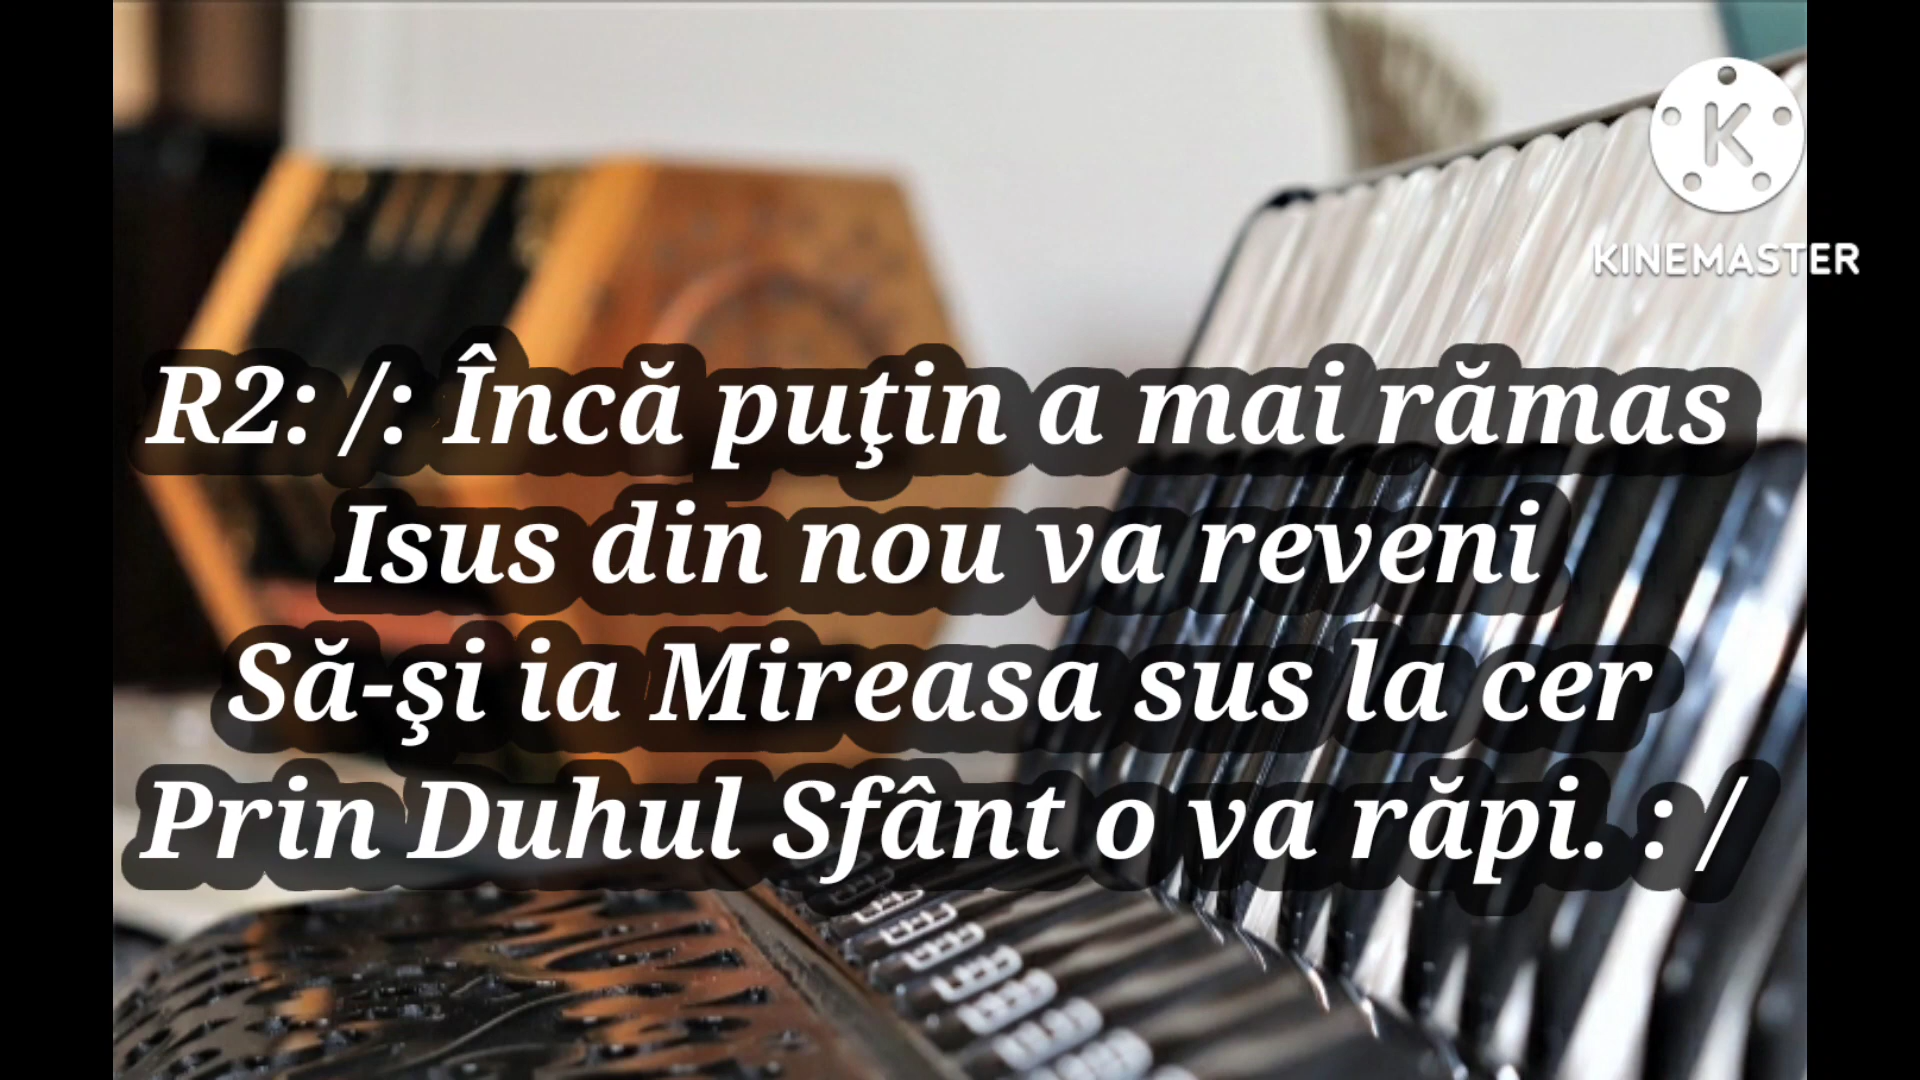 K
KINEMASTER
R2: /: Încă puţin a mai rămas
Isus din nou va reveni
Să-şi ia Mireasa sus la cer
Prin Duhul Sfânt o va răpi. : /